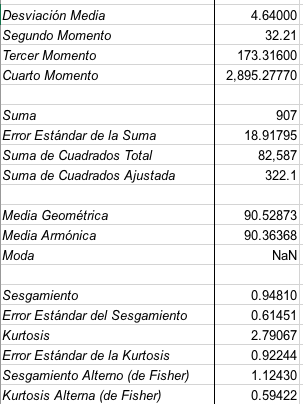 Desviación Media 4.64000
Segundo Momento 32.21
Tercer Momento 173.31600
Cuarto Momento 2,895.27770
Suma 907
Error Estándar de la Suma 18.91795
Suma de Cuadrados Total 82,587
Suma de Cuadrados Ajustada 322.1
Media Geométrica 90.52873
Media Armónica 90.36368
Moda NaN
Sesgamiento 0.94810
Error Estándar del Sesgamiento 0.61451
Kurtosis 2.79067
Error Estándar de la Kurtosis 0.92244
Sesgamiento Alterno (de Fisher) 1.12430
Kurtosis Alterna (de Fisher) 0.59422